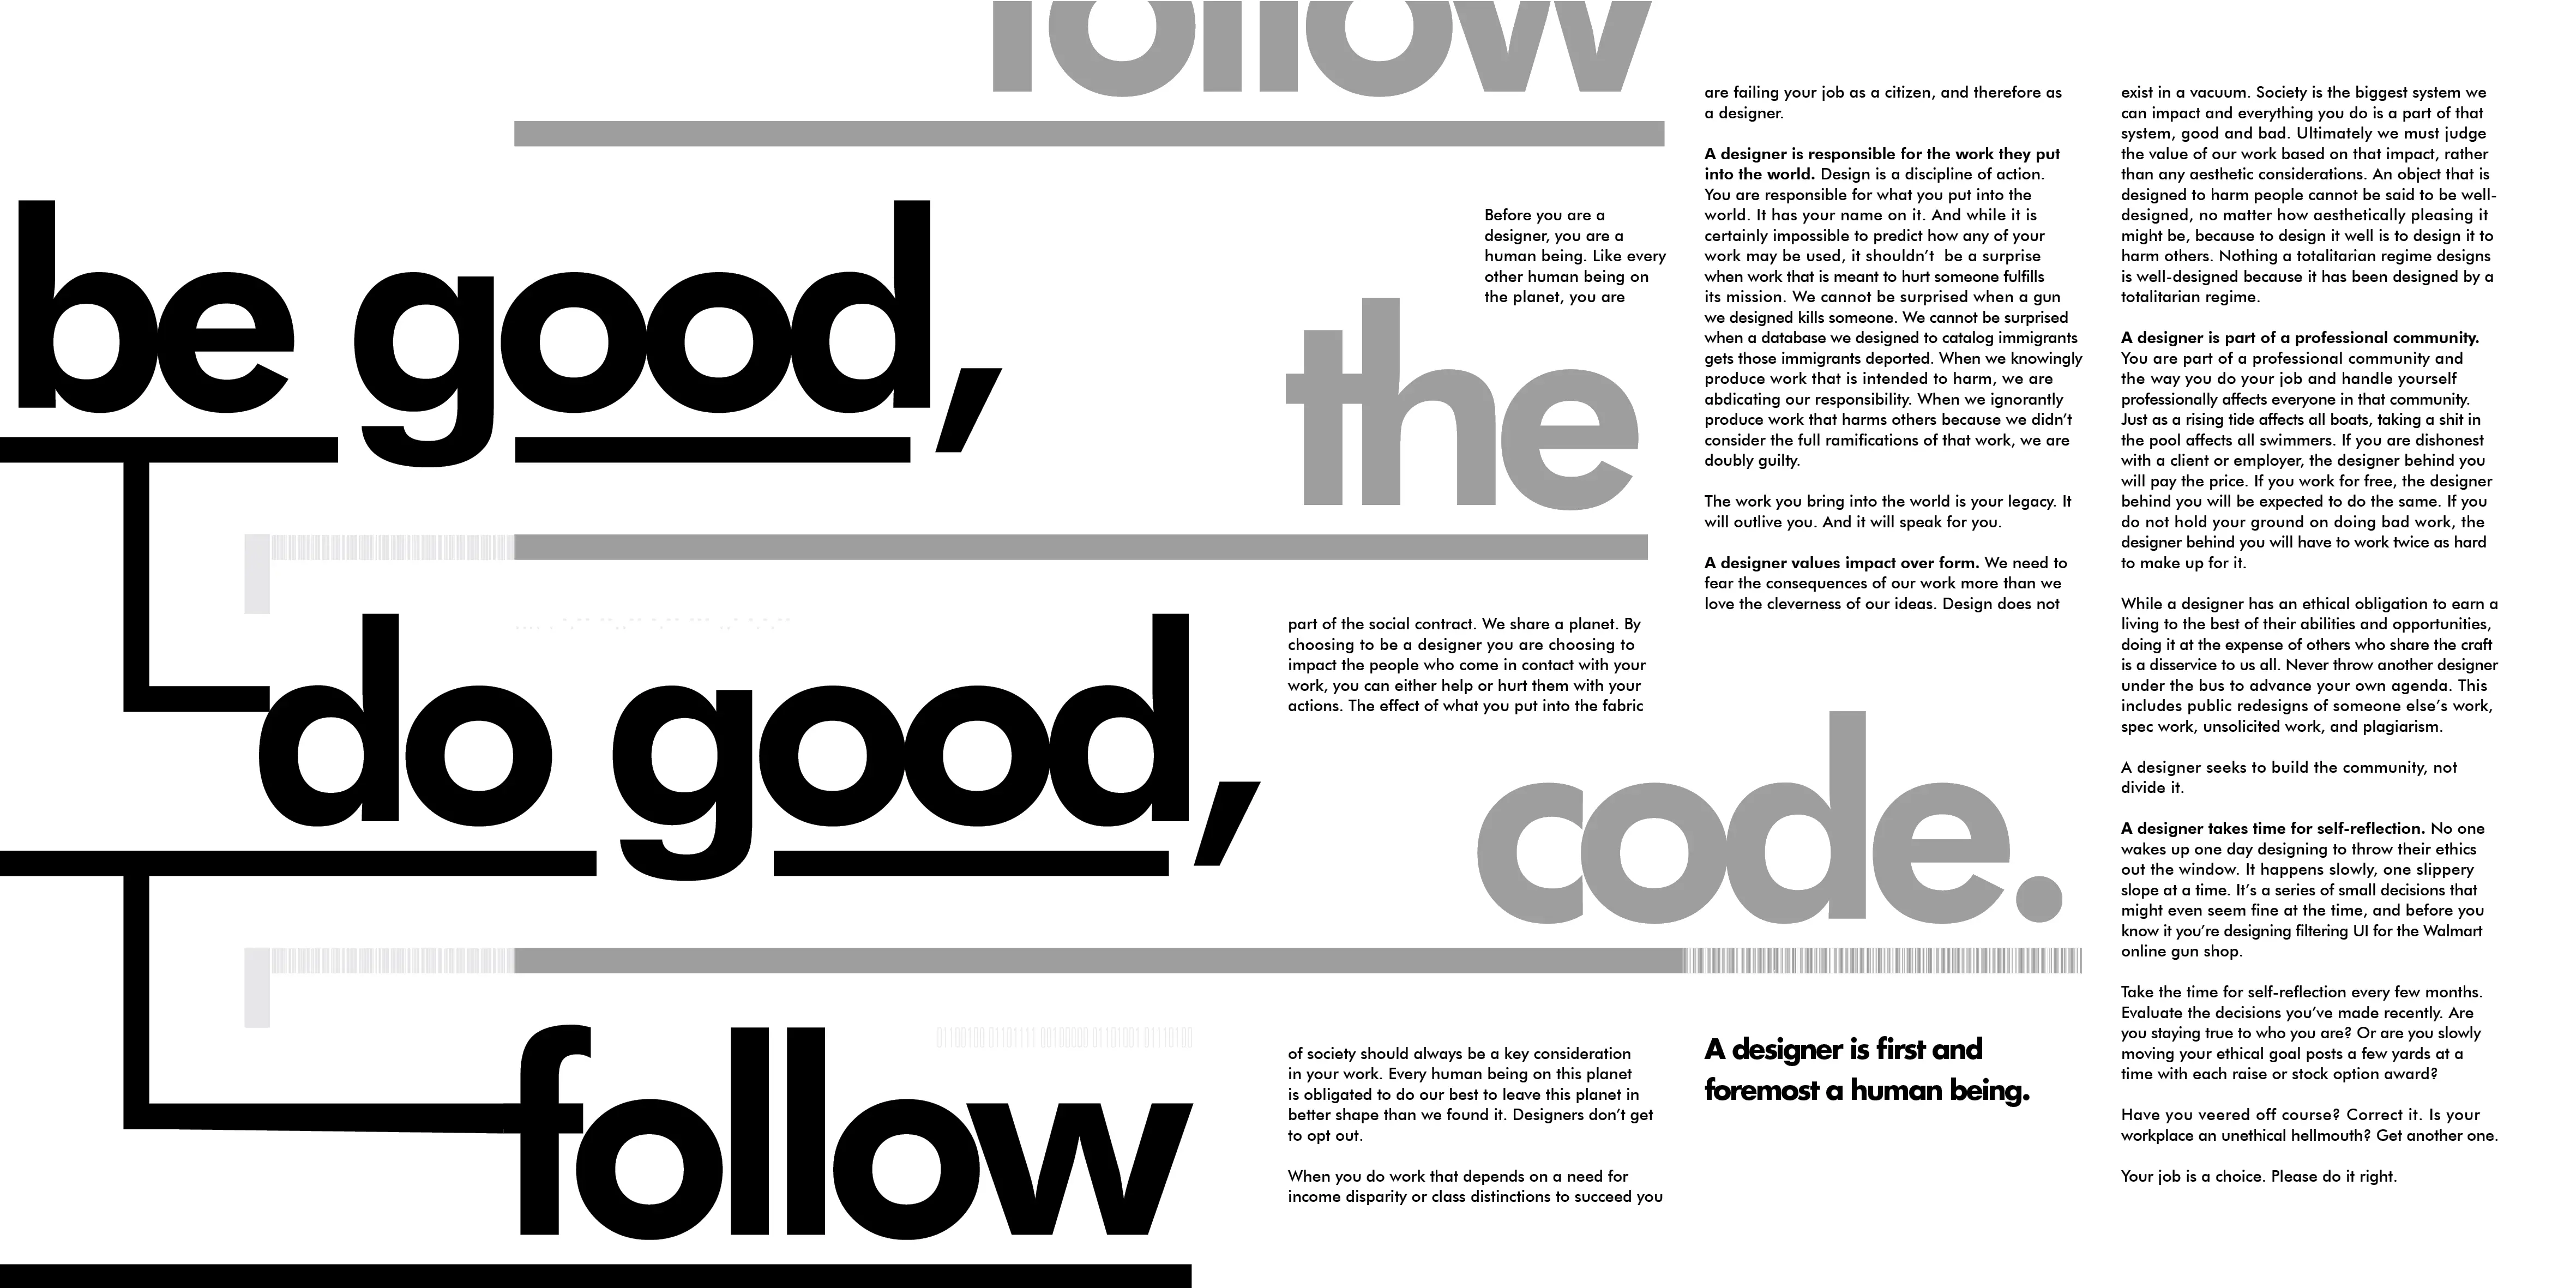 be good,
do good,
follow
follow
the
code.
Before you are a
designer, you are a
human being. Like every
other human being on
the planet, you are
part of the social contract. We share a planet. By
choosing to be a designer you are choosing to
impact the people who come in contact with your
work, you can either help or hurt them with your
actions. The effect of what you put into the fabric
of society should always be a key consideration
in your work. Every human being on this planet
is obligated to do our best to leave this planet in
better shape than we found it. Designers don’t get
to opt out.
When you do work that depends on a need for
income disparity or class distinctions to succeed you
are failing your job as a citizen, and therefore as
a designer.
A designer is responsible for the work they put
into the world. Design is a discipline of action.
You are responsible for what you put into the
world. It has your name on it. And while it is
certainly impossible to predict how any of your
work may be used, it shouldn’t be a surprise
when work that is meant to hurt someone fulfills
its mission. We cannot be surprised when a gun
we designed kills someone. We cannot be surprised
when a database we designed to catalog immigrants
gets those immigrants deported. When we knowingly
produce work that is intended to harm, we are
abdicating our responsibility. When we ignorantly
produce work that harms others because we didn’t
consider the full ramifications of that work, we are
doubly guilty.
The work you bring into the world is your legacy. It
will outlive you. And it will speak for you.
A designer values impact over form. We need to
fear the consequences of our work more than we
love the cleverness of our ideas. Design does not
A designer is first and
foremost a human being.
exist in a vacuum. Society is the biggest system we
can impact and everything you do is a part of that
system, good and bad. Ultimately we must judge
the value of our work based on that impact, rather
than any aesthetic considerations. An object that is
designed to harm people cannot be said to be well-
designed, no matter how aesthetically pleasing it
might be, because to design it well is to design it to
harm others. Nothing a totalitarian regime designs
is well-designed because it has been designed by a
totalitarian regime.
A designer is part of a professional community.
You are part of a professional community and
the way you do your job and handle yourself
professionally affects everyone in that community.
Just as a rising tide affects all boats, taking a shit in
the pool affects all swimmers. If you are dishonest
with a client or employer, the designer behind you
will pay the price. If you work for free, the designer
behind you will be expected to do the same. If you
do not hold your ground on doing bad work, the
designer behind you will have to work twice as hard
to make up for it.
While a designer has an ethical obligation to earn a
living to the best of their abilities and opportunities,
doing it at the expense of others who share the craft
is a disservice to us all. Never throw another designer
under the bus to advance your own agenda. This
includes public redesigns of someone else’s work,
spec work, unsolicited work, and plagiarism.
A designer seeks to build the community, not
divide it.
A designer takes time for self-reflection. No one
wakes up one day designing to throw their ethics
out the window. It happens slowly, one slippery
slope at a time. It’s a series of small decisions that
might even seem fine at the time, and before you
know it you’re designing filtering UI for the Walmart
online gun shop.
Take the time for self-reflection every few months.
Evaluate the decisions you’ve made recently. Are
you staying true to who you are? Or are you slowly
moving your ethical goal posts a few yards at a
time with each raise or stock option award?
Have you veered off course? Correct it. Is your
workplace an unethical hellmouth? Get another one.
Your job is a choice. Please do it right.